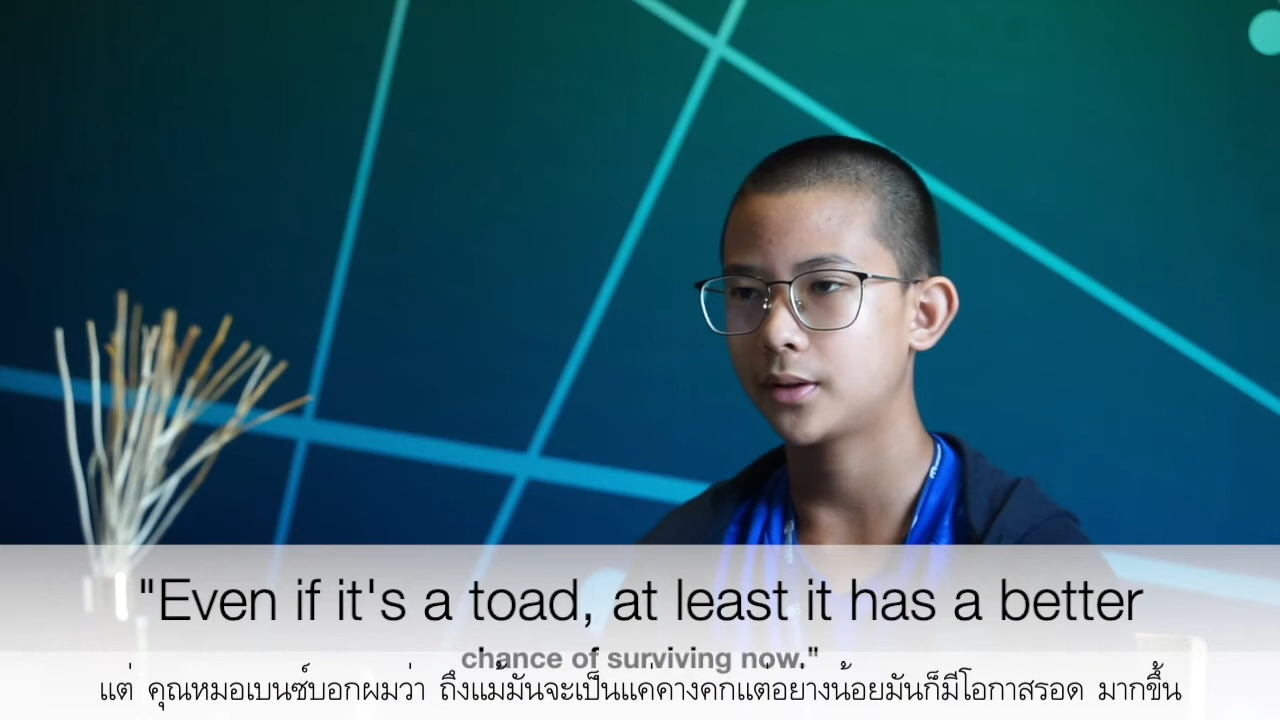 "Even if it's a toad, at least it has a better
chance of surviving now."
แต่ คุณหมอเบนซ์บอกผมว่า ถึงแม้มันจะเป็นแค่คางคกแต่อย่างน้อยมันก็มีโอกาสรอด มากขึ้น